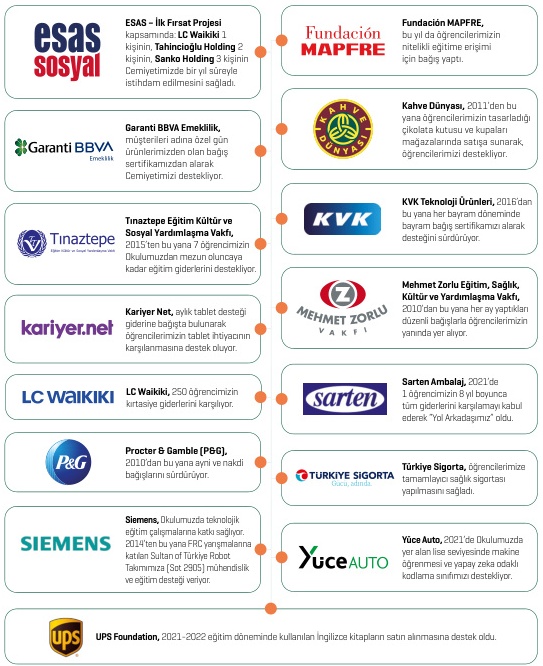 esas
sosyal
ESAS – İlk Fırsat Projesi
kapsamında: LC Waikiki 1
kişinin, Tahincioğlu Holding 2
kişinin, Sanko Holding 3 kişinin
Cemiyetimizde bir yıl süreyle
istihdam edilmesini sağladı.
Fundación
MAPFRE
Fundación MAPFRE,
bu yıl da öğrencilerimizin
nitelikli eğitime erişimi
için bağış yaptı.
Garanti BBVA
Emeklilik
Garanti BBVA Emeklilik,
müşterileri adına özel gün
ürünlerimizden olan bağış
sertifikamızdan alarak
Cemiyetimizi destekliyor.
KAHVE
DÜNYASI
Kahve Dünyası, 2011'den bu
yana öğrencilerimizin tasarladığı
çikolata kutusu ve kupaları
mağazalarında satışa sunarak,
öğrencilerimizi destekliyor.
Tınaztepe
Eğitim Kültür ve Sosyal Yardımlaşma Vakfı
Tınaztepe Eğitim Kültür ve
Sosyal Yardımlaşma Vakfı,
2015'ten bu yana 7 öğrencimizin
Okulumuzdan mezun oluncaya
kadar eğitim giderlerini destekliyor.
KVK
KVK Teknoloji Ürünleri, 2016'dan
bu yana her bayram döneminde
bayram bağış sertifikamızı alarak
desteğini sürdürüyor.
kariyer.net
Kariyer Net, aylık tablet desteği
giderine bağışta bulunarak
öğrencilerimizin tablet ihtiyacının
karşılanmasına destek oluyor.
MEHMET ZORLU
VAKFI
Mehmet Zorlu Eğitim, Sağlık,
Kültür ve Yardımlaşma Vakfı,
2010'dan bu yana her ay yaptıkları
düzenli bağışlarla öğrencilerimizin
yanında yer alıyor.
LC WAIKIKI
LC Waikiki, 250 öğrencimizin
kırtasiye giderlerini karşılıyor.
sarten
Sarten Ambalaj, 2021'de
1 öğrencimizin 8 yıl boyunca
tüm giderlerini karşılamayı kabul
ederek "Yol Arkadaşımız" oldu.
P&G
Procter & Gamble (P&G),
2010'dan bu yana ayni ve nakdi
bağışlarını sürdürüyor.
TÜRKİYE SİGORTA
Gücü, adında.
Türkiye Sigorta, öğrencilerimize
tamamlayıcı sağlık sigortası
yapılmasını sağladı.
SIEMENS
Siemens, Okulumuzda teknolojik
eğitim çalışmalarına katkı sağlıyor.
2014'ten bu yana FRC yarışmalarına
katılan Sultan of Türkiye Robot
Takımımıza (Sot 2905) mühendislik
ve eğitim desteği veriyor.
Yüce AUTO
Yüce Auto, 2021'de Okulumuzda
yer alan lise seviyesinde makine
öğrenmesi ve yapay zeka odaklı
kodlama sınıfımızı destekliyor.
ups
UPS Foundation, 2021-2022 eğitim döneminde kullanılan İngilizce kitapların satın alınmasına destek oldu.